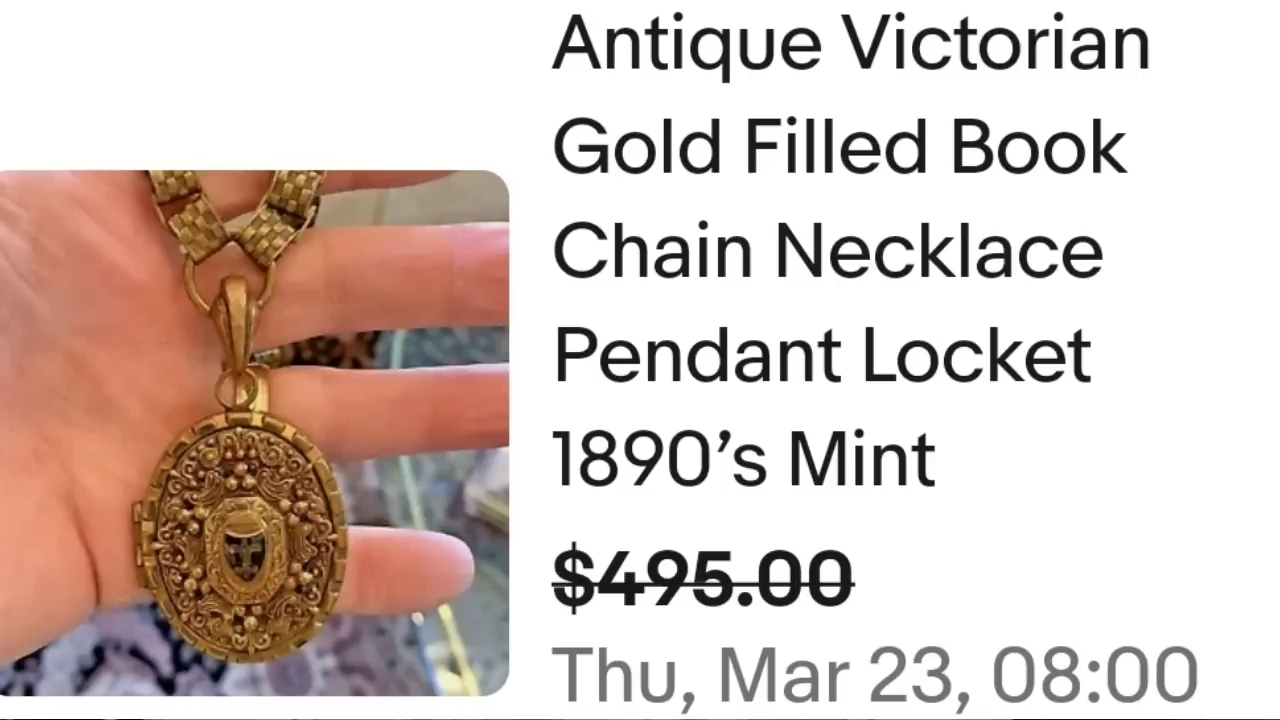 Antique Victorian
Gold Filled Book
Chain Necklace
Pendant Locket
1890’s Mint
$495.00
Thu, Mar 23, 08:00